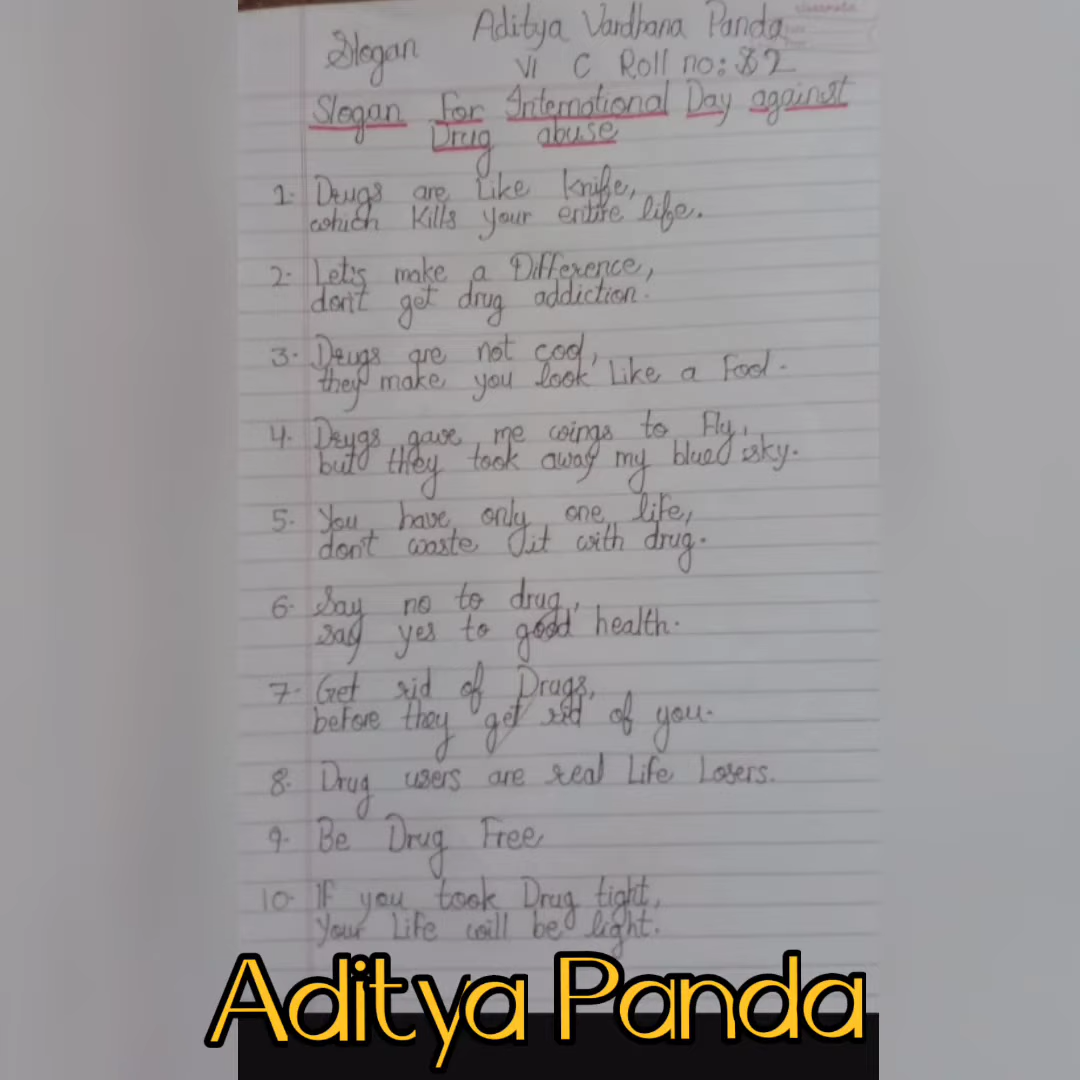 Aditya Vardhana Panda
Slogan
VI C Roll no: 82
Slogan For International Day against
Drug abuse
1. Drugs are Like knife,
which kills your entire life.
2. Let's make a Difference,
don't get drug addiction.
3. Drugs are not cool,
they make you look Like a Fool.
4. Drugs gave me wings to Fly,
but they took away my blue sky.
5. You have only one life,
don't waste it with drug.
6. Say no to drug,
say yes to good health.
7. Get rid of Drugs,
before they get rid of you.
8. Drug users are real Life Losers.
9. Be Drug Free
10. If you took Drug tight,
Your Life will be light.
Aditya Panda